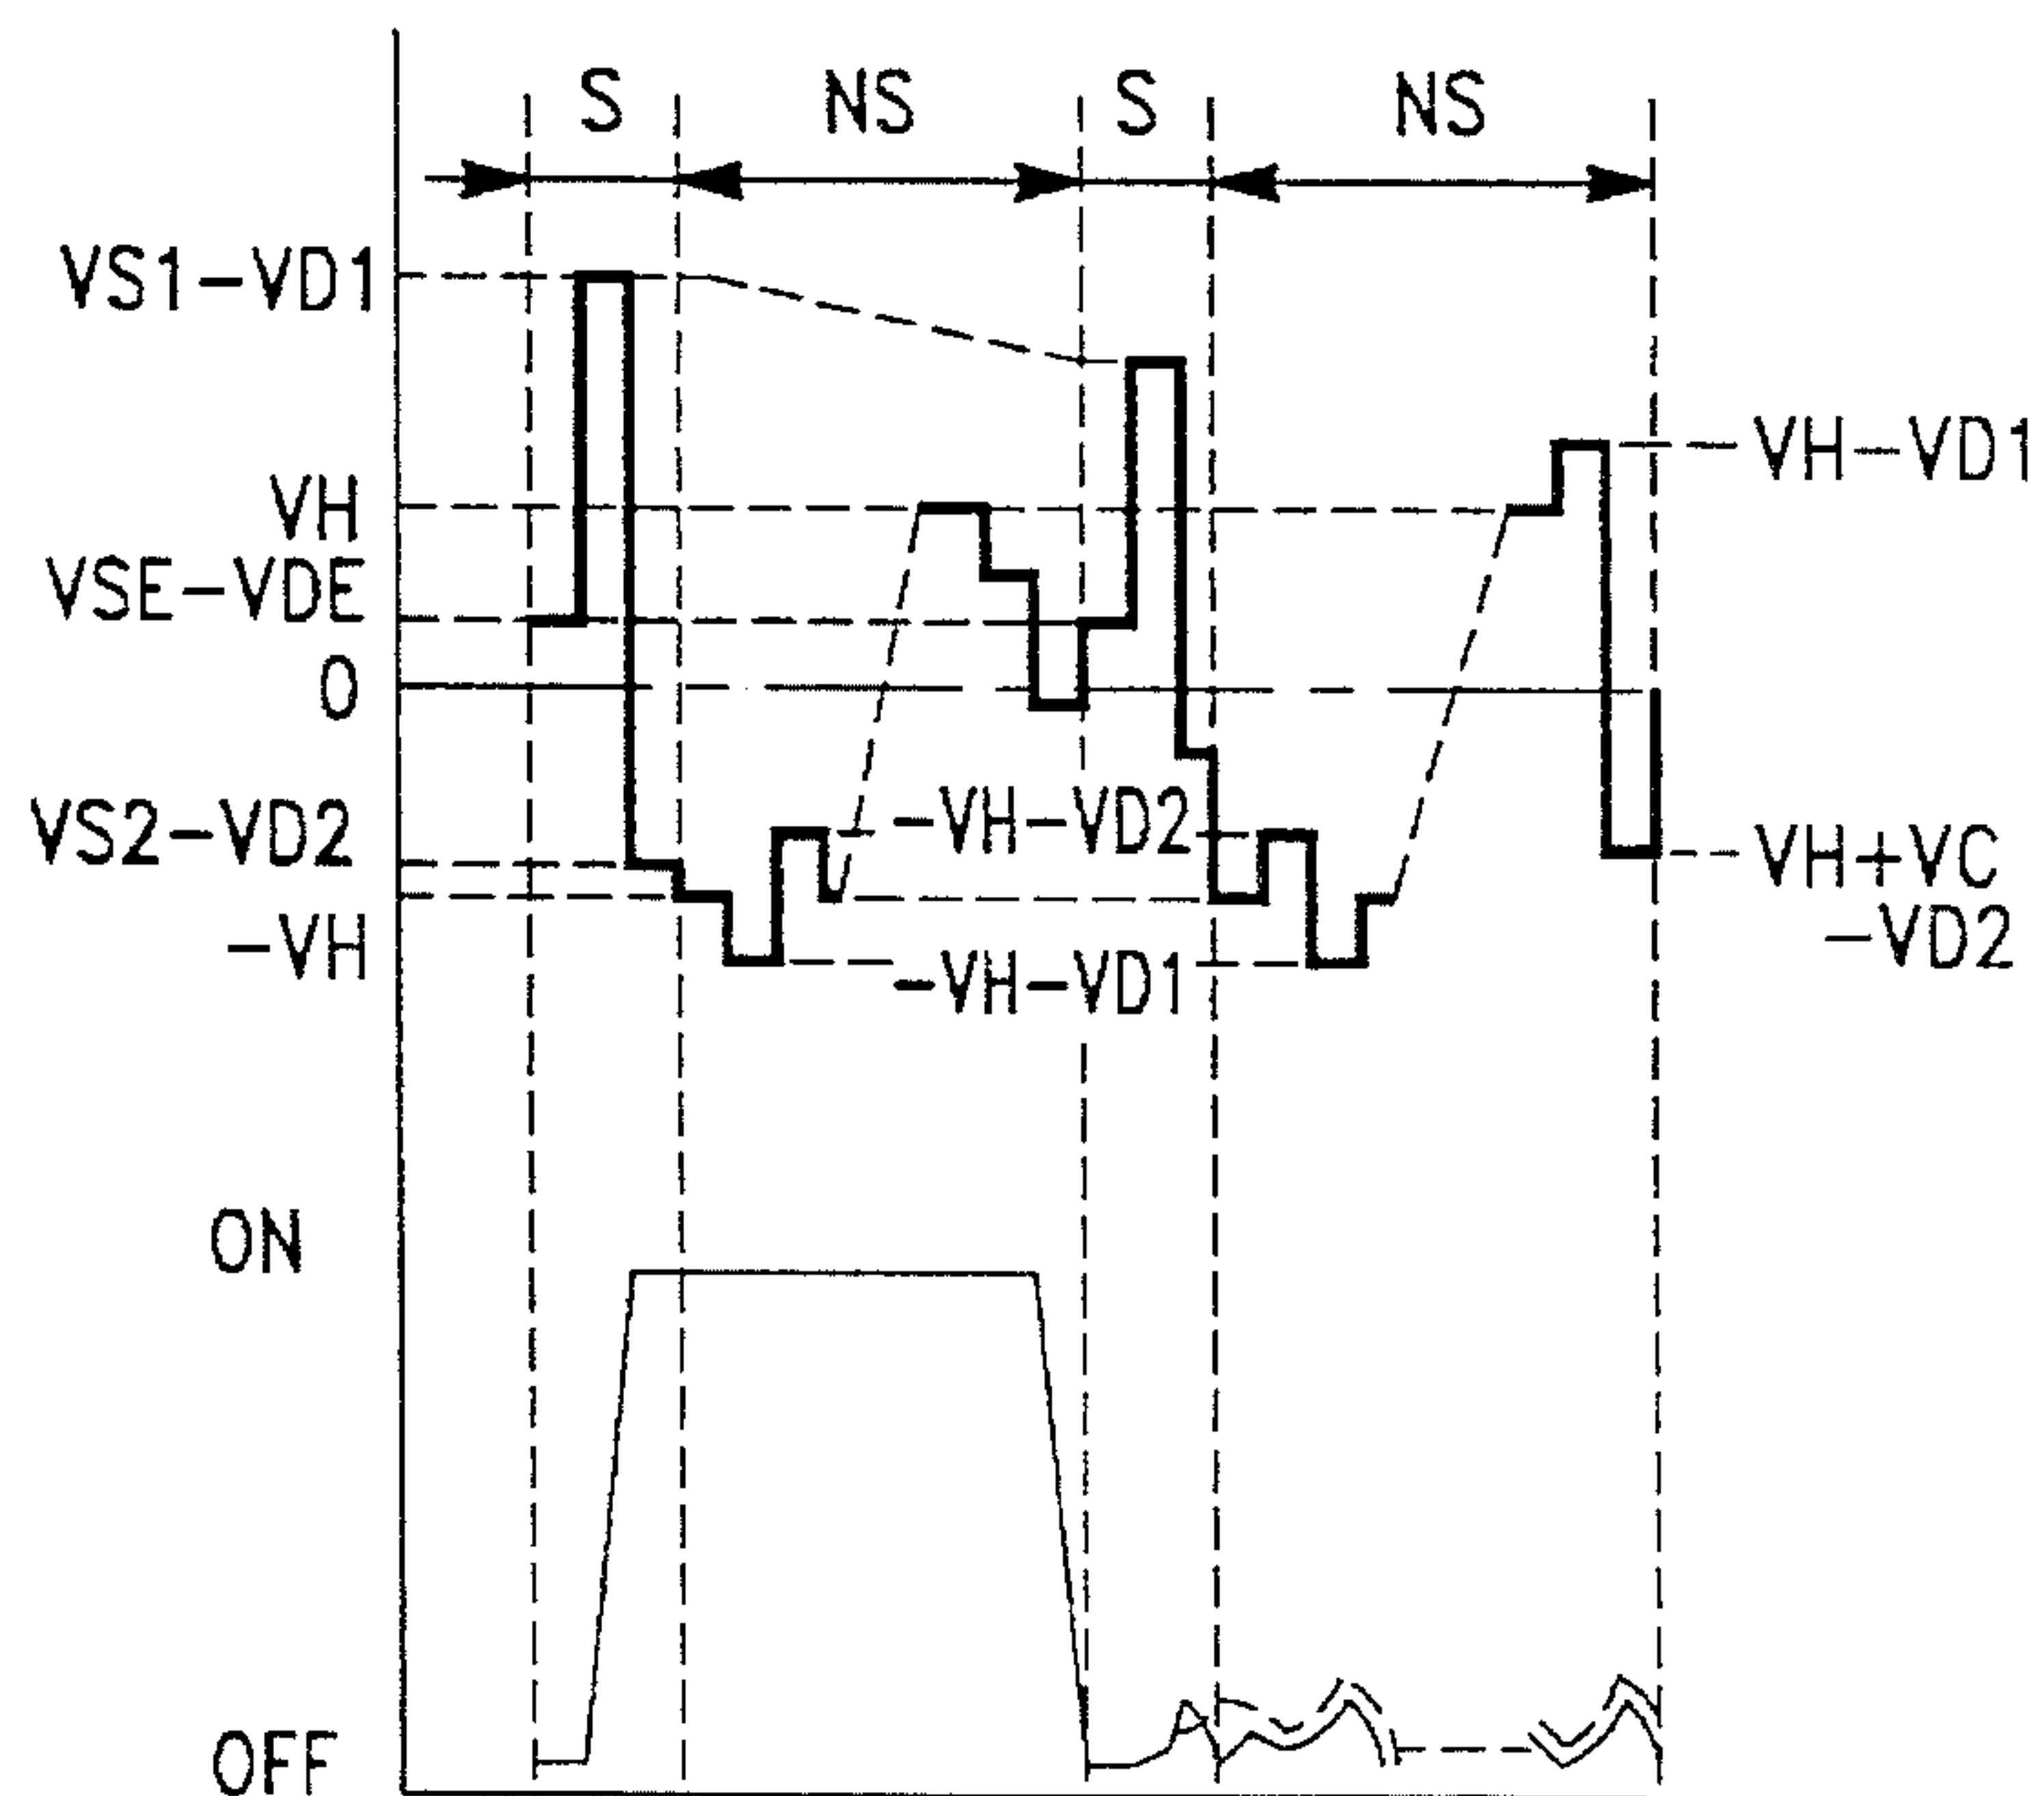 S
NS
S
NS
VS1-VD1
VH-VD1
VH
VSE-VDE
0
-VH-VD2
VS2-VD2
VH+VC
-VD2
-VH
-VH-VD1
ON
OFF